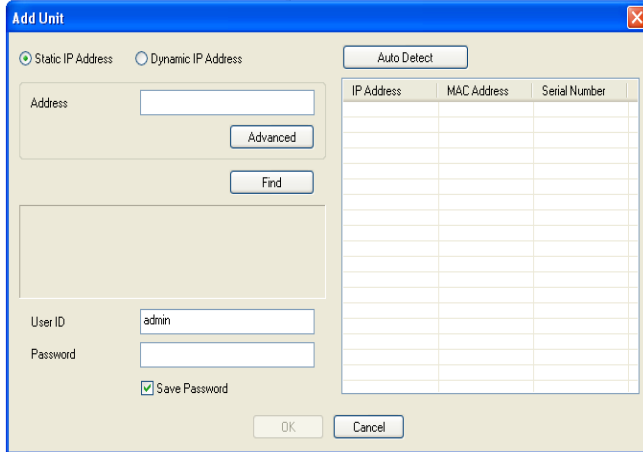 Add Unit
Static IP Address
Dynamic IP Address
Auto Detect
Address
Advanced
Find
IP Address MAC Address Serial Number
User ID admin
Password
Save Password
OK Cancel